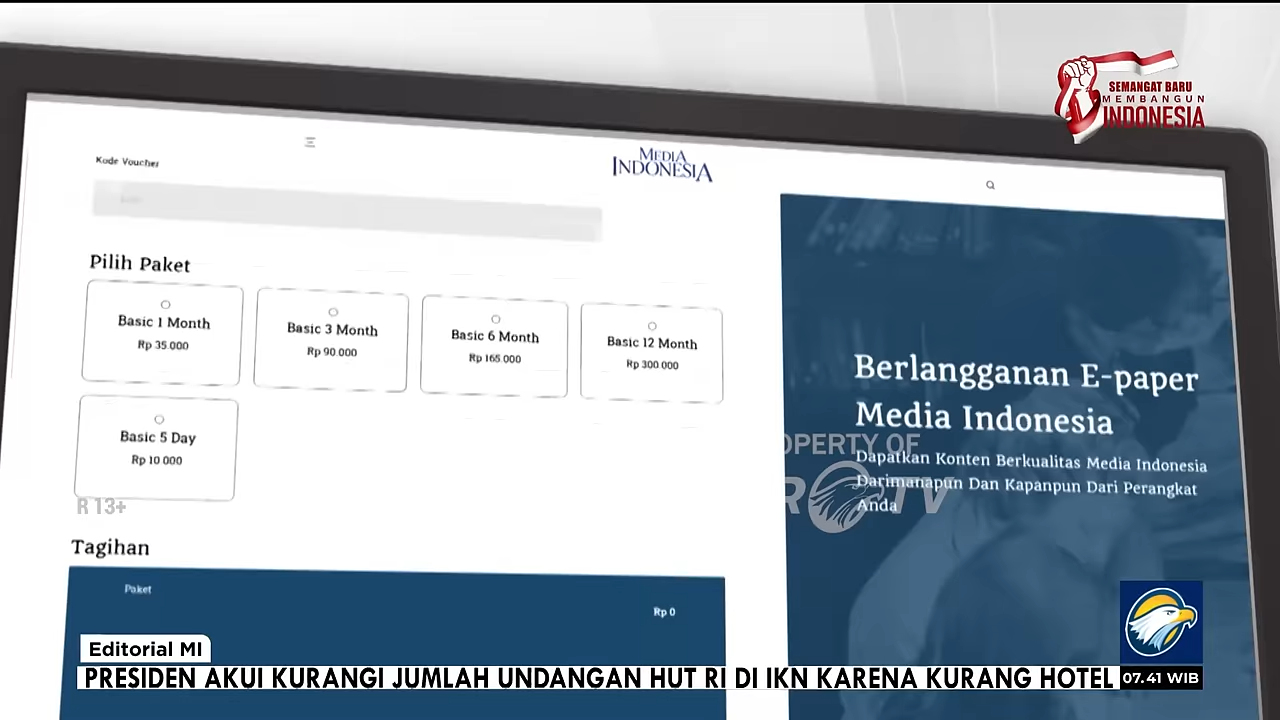 SEMANGAT BARU
MEMBANGUN
INDONESIA
Kode Voucher
MEDIA
INDONESIA
Pilih Paket
Basic 1 Month
Rp 35.000
Basic 3 Month
Rp 90.000
Basic 6 Month
Rp 165.000
Basic 12 Month
Rp 300.000
Basic 5 Day
Rp 10.000
R 13+
Berlangganan E-paper
Media Indonesia
PROPERTY OF
Dapatkan Konten Berkualitas Media Indonesia
Darimanapun Dan Kapanpun Dari Perangkat
Anda
Tagihan
Paket
Rp 0
Editorial MI
PRESIDEN AKUI KURANGI JUMLAH UNDANGAN HUT RI DI IKN KARENA KURANG HOTEL
07.41 WIB